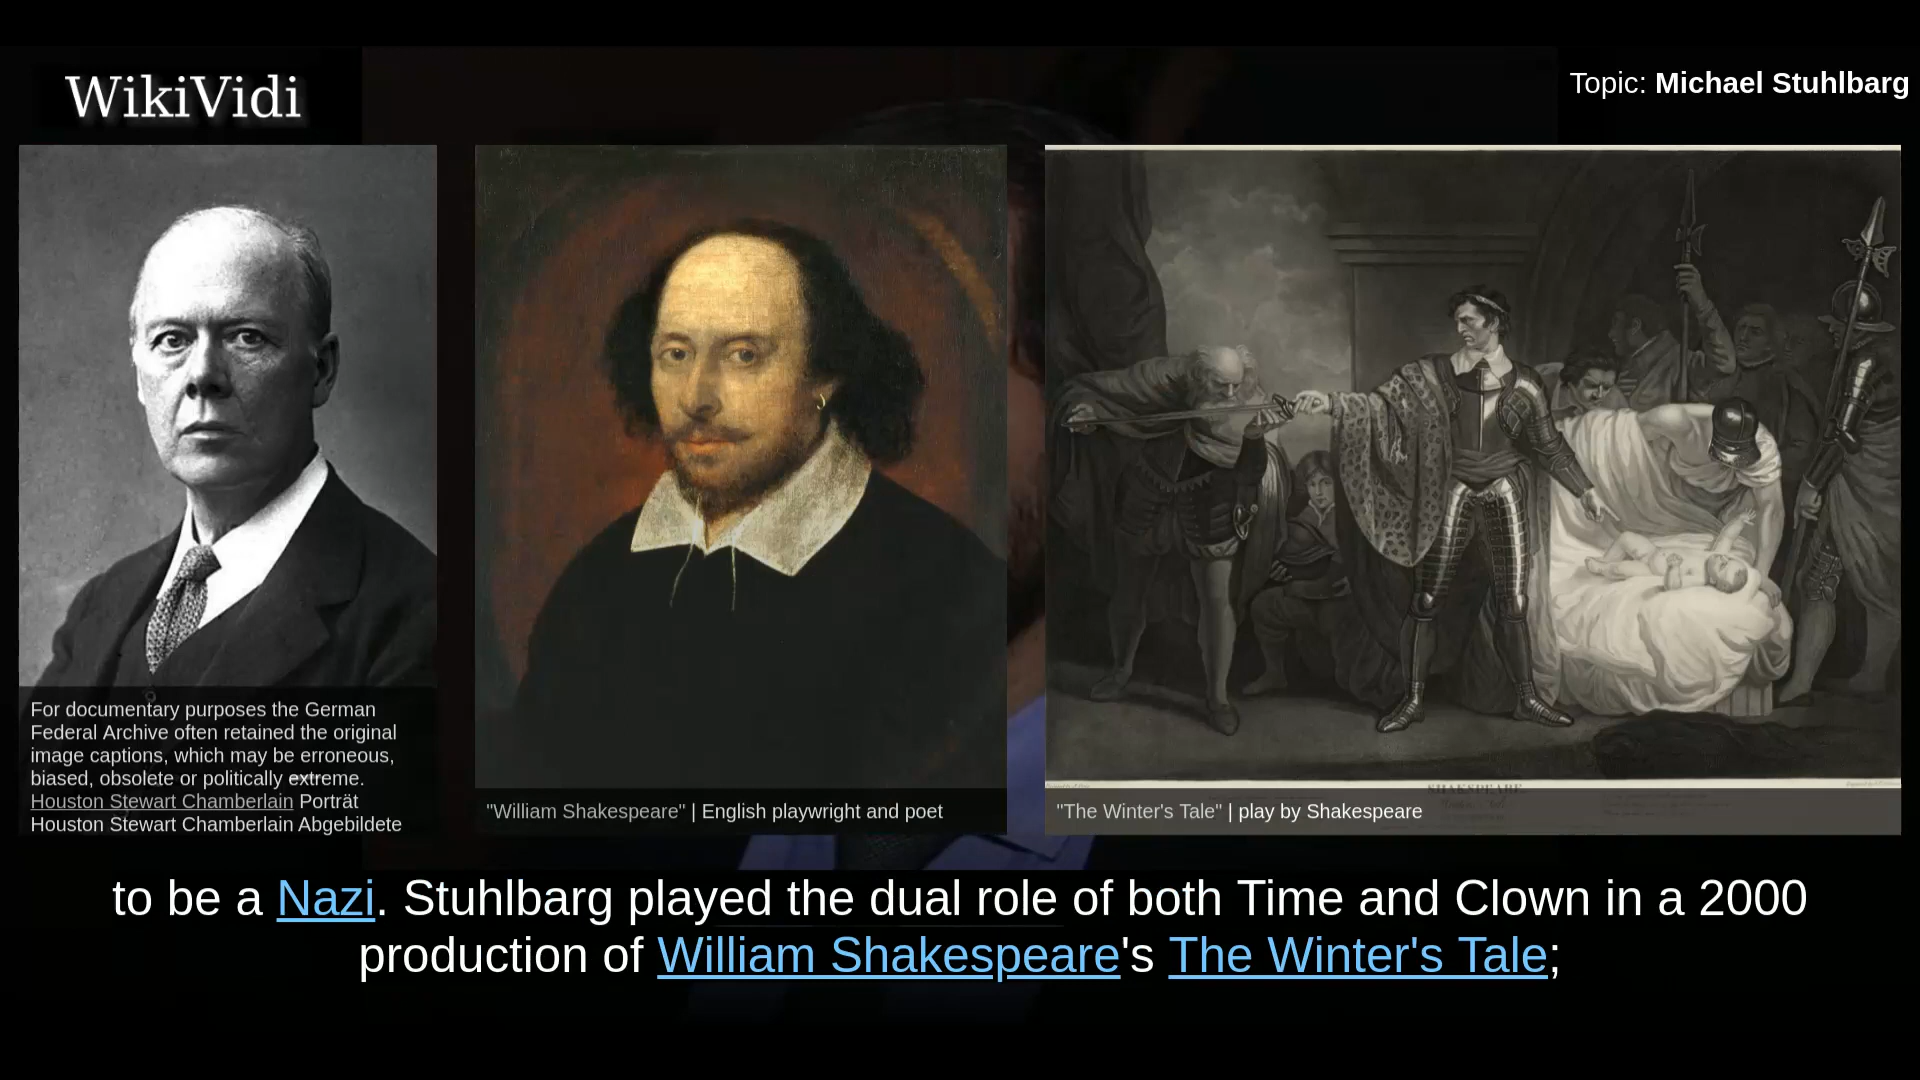 WikiVidi
Topic: Michael Stuhlbarg
For documentary purposes the German
Federal Archive often retained the original
image captions, which may be erroneous,
biased, obsolete or politically extreme.
Houston Stewart Chamberlain Porträt
Houston Stewart Chamberlain Abgebildete
"William Shakespeare" | English playwright and poet
SHAKSPEARE.
"The Winter's Tale" | play by Shakespeare
to be a Nazi. Stuhlbarg played the dual role of both Time and Clown in a 2000
production of William Shakespeare's The Winter's Tale;